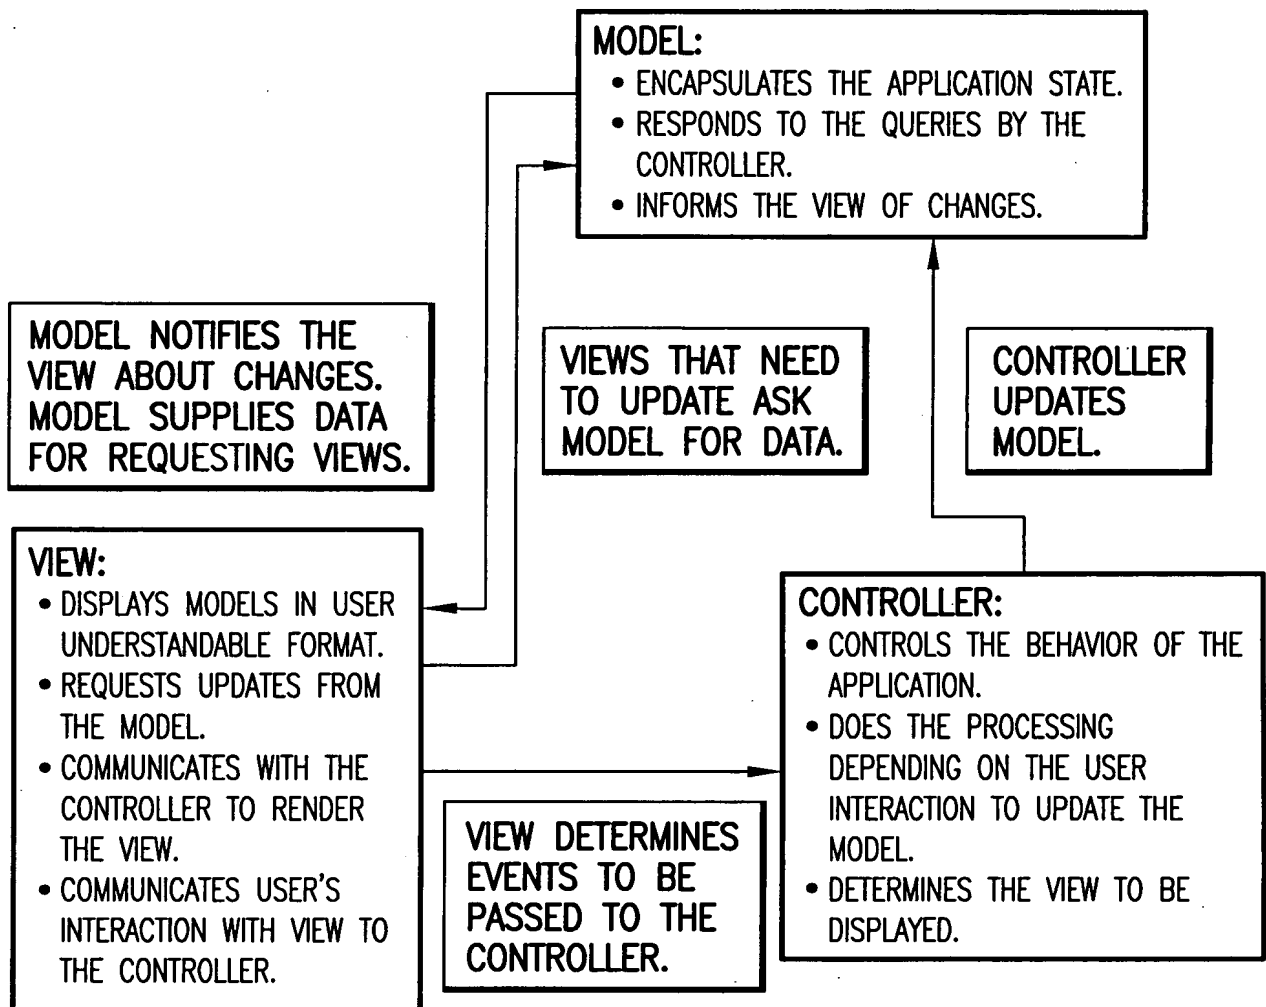 MODEL:
• ENCAPSULATES THE APPLICATION STATE.
• RESPONDS TO THE QUERIES BY THE
CONTROLLER.
• INFORMS THE VIEW OF CHANGES.
MODEL NOTIFIES THE
VIEW ABOUT CHANGES.
MODEL SUPPLIES DATA
FOR REQUESTING VIEWS.
VIEWS THAT NEED
TO UPDATE ASK
MODEL FOR DATA.
CONTROLLER
UPDATES
MODEL.
VIEW:
• DISPLAYS MODELS IN USER
UNDERSTANDABLE FORMAT.
• REQUESTS UPDATES FROM
THE MODEL.
• COMMUNICATES WITH THE
CONTROLLER TO RENDER
THE VIEW.
• COMMUNICATES USER'S
INTERACTION WITH VIEW TO
THE CONTROLLER.
VIEW DETERMINES
EVENTS TO BE
PASSED TO THE
CONTROLLER.
CONTROLLER:
• CONTROLS THE BEHAVIOR OF THE
APPLICATION.
• DOES THE PROCESSING
DEPENDING ON THE USER
INTERACTION TO UPDATE THE
MODEL.
• DETERMINES THE VIEW TO BE
DISPLAYED.